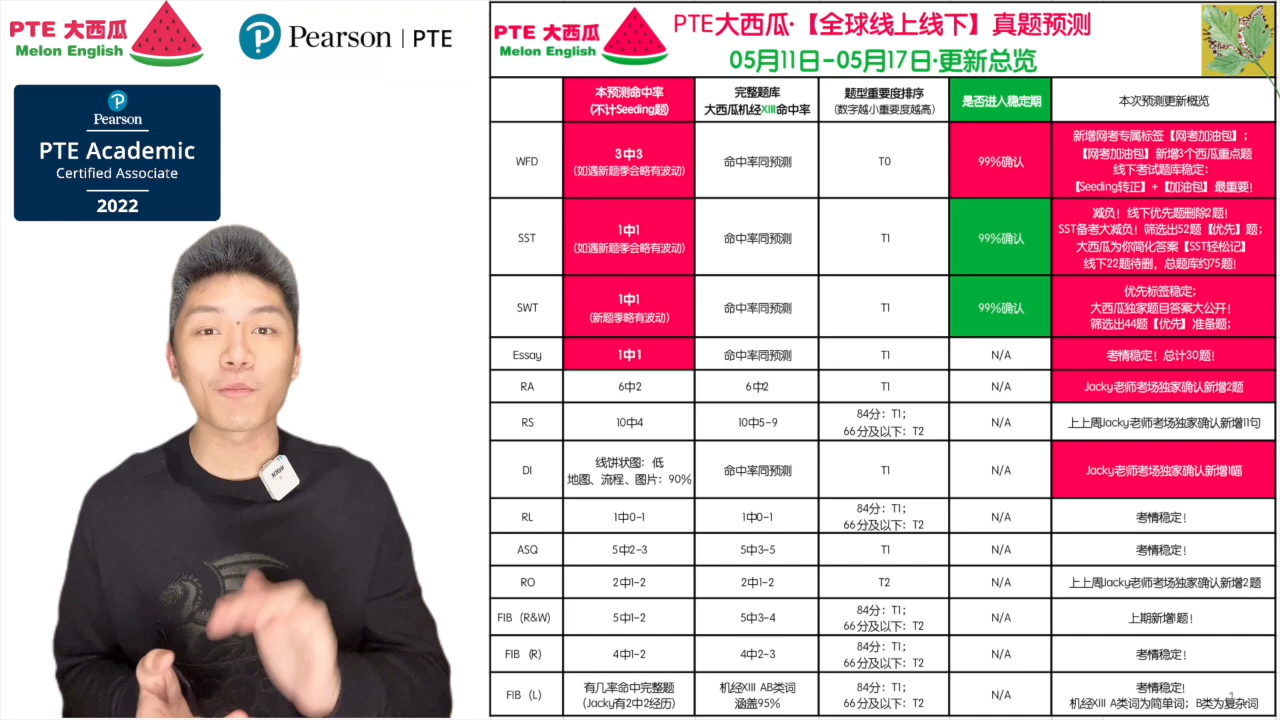 PTE 大西瓜
Melon English
Pearson | PTE
Pearson
PTE Academic
Certified Associate
2022
PTE 大西瓜
Melon English
PTE大西瓜·【全球线上线下】真题预测
05月11日-05月17日·更新总览
本预测命中率
(不计Seeding题)
完整题库
大西瓜机经XIII命中率
题型重要度排序
(数字越小重要度越高)
是否进入稳定期
本次预测更新概览
WFD
3中3
(如遇新题季会略有波动)
命中率同预测
T0
99%确认
新增网考专属标签【网考加油包】;
【网考加油包】新增3个西瓜重点题
线下考试题库稳定:
【Seeding转正】+【加油包】最重要!
SST
1中1
(如遇新题季会略有波动)
命中率同预测
T1
99%确认
减负!线下优先题删除2题!
SST备考大减负!筛选出52题【优先】题;
大西瓜为你简化答案【SST轻松记】
线下22题待删, 总题库约75题!
SWT
1中1
(新题季略有波动)
命中率同预测
T1
99%确认
优先标签稳定;
大西瓜独家题目答案大公开!
筛选出44题【优先】准备题;
Essay
1中1
命中率同预测
T1
N/A
考情稳定!总计30题!
RA
6中2
6中2
T1
N/A
Jacky老师考场独家确认新增2题
RS
10中4
10中5-9
84分: T1;
66分及以下: T2
N/A
上上周Jacky老师考场独家确认新增11句
DI
线饼状图: 低
地图、流程、图片: 90%
命中率同预测
T1
N/A
Jacky老师考场独家确认新增1幅
RL
1中0-1
1中0-1
84分: T1;
66分及以下: T2
N/A
考情稳定!
ASQ
5中2-3
5中3-5
T1
N/A
考情稳定!
RO
2中1-2
2中1-2
T2
N/A
上上周Jacky老师考场独家确认新增2题
FIB (R&W)
5中1-2
5中3-4
84分: T1;
66分及以下: T2
N/A
上期新增1题!
FIB (R)
4中1-2
4中2-3
84分: T1;
66分及以下: T2
N/A
考情稳定!
FIB (L)
有几率命中完整题
(Jacky有2中2经历)
机经XIII AB类词
涵盖95%
84分: T1;
66分及以下: T2
N/A
考情稳定!
机经XIII A类词为简单词; B类为复杂词
1